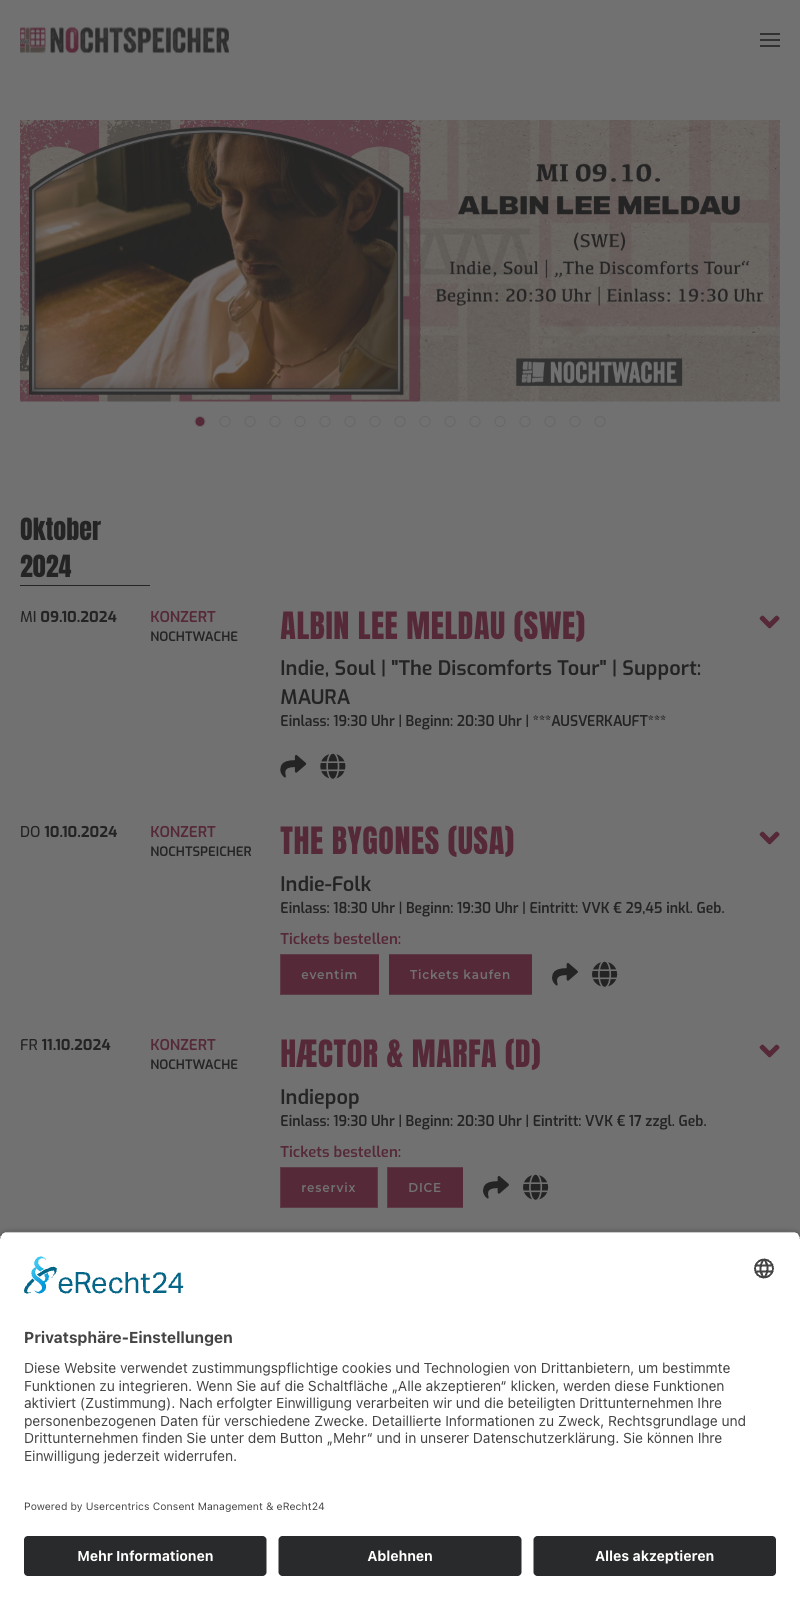 NOCHTSPEICHER
MI 09.10.
ALBIN LEE MELDAU
(SWE)
Indie, Soul | „The Discomforts Tour“
Beginn: 20:30 Uhr | Einlass: 19:30 Uhr
NOCHTWACHE
Oktober
2024
MI 09.10.2024
KONZERT
NOCHTWACHE
ALBIN LEE MELDAU (SWE)
Indie, Soul | "The Discomforts Tour" | Support:
MAURA
Einlass: 19:30 Uhr | Beginn: 20:30 Uhr | ***AUSVERKAUFT***
DO 10.10.2024
KONZERT
NOCHTSPEICHER
THE BYGONES (USA)
Indie-Folk
Einlass: 18:30 Uhr | Beginn: 19:30 Uhr | Eintritt: VVK € 29,45 inkl. Geb.
Tickets bestellen:
eventim
Tickets kaufen
FR 11.10.2024
KONZERT
NOCHTWACHE
HÆCTOR & MARFA (D)
Indiepop
Einlass: 19:30 Uhr | Beginn: 20:30 Uhr | Eintritt: VVK € 17 zzgl. Geb.
Tickets bestellen:
reservix
DICE
eRecht24
Privatsphäre-Einstellungen
Diese Website verwendet zustimmungspflichtige cookies und Technologien von Drittanbietern, um bestimmte
Funktionen zu integrieren. Wenn Sie auf die Schaltfläche „Alle akzeptieren“ klicken, werden diese Funktionen
aktiviert (Zustimmung). Nach erfolgter Einwilligung verarbeiten wir und die beteiligten Drittunternehmen Ihre
personenbezogenen Daten für verschiedene Zwecke. Detaillierte Informationen zu Zweck, Rechtsgrundlage und
Drittunternehmen finden Sie unter dem Button „Mehr“ und in unserer Datenschutzerklärung. Sie können Ihre
Einwilligung jederzeit widerrufen.
Powered by Usercentrics Consent Management & eRecht24
Mehr Informationen
Ablehnen
Alles akzeptieren